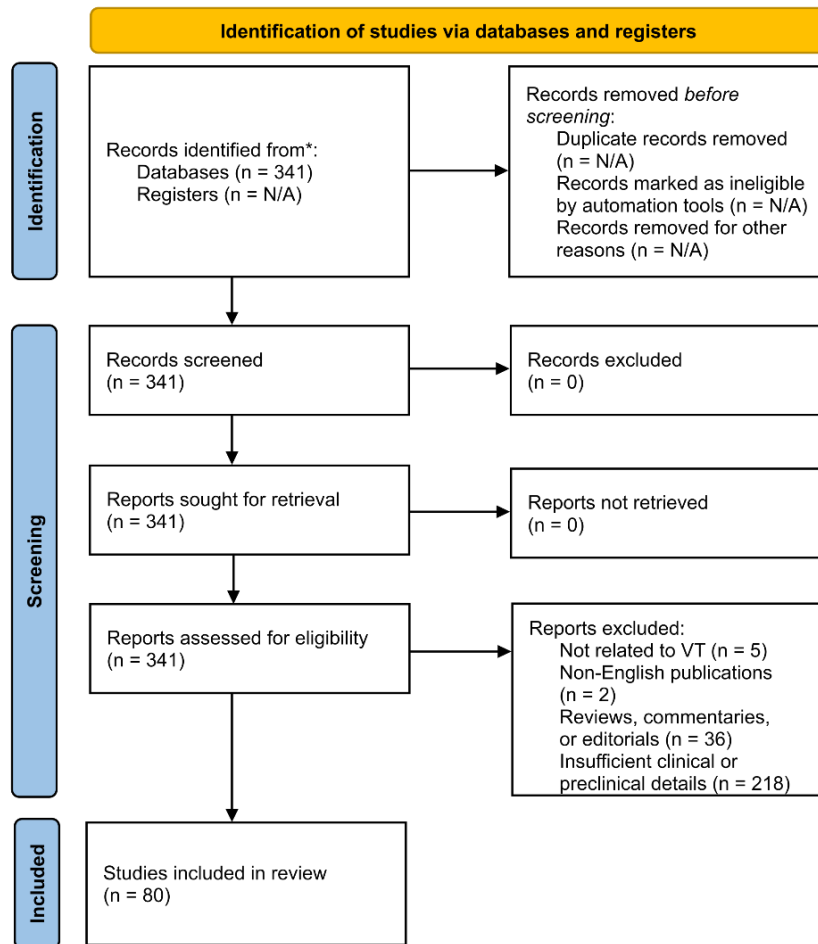 Identification of studies via databases and registers
Identification
Records identified from*:
Databases (n = 341)
Registers (n = N/A)
Records removed before
screening:
Duplicate records removed
(n = N/A)
Records marked as ineligible
by automation tools (n = N/A)
Records removed for other
reasons (n = N/A)
Screening
Records screened
(n = 341)
Records excluded
(n = 0)
Reports sought for retrieval
(n = 341)
Reports not retrieved
(n = 0)
Reports assessed for eligibility
(n = 341)
Reports excluded:
Not related to VT (n = 5)
Non-English publications
(n = 2)
Reviews, commentaries,
or editorials (n = 36)
Insufficient clinical or
preclinical details (n = 218)
Included
Studies included in review
(n = 80)